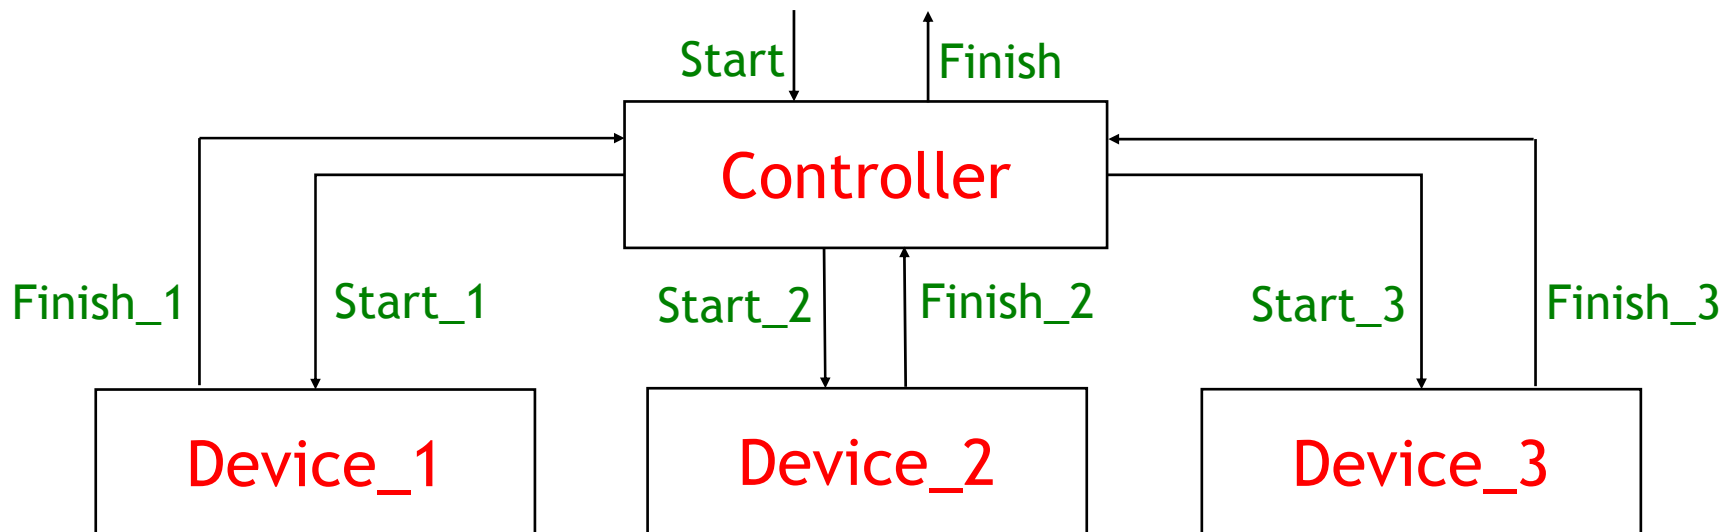 Start
Finish
Controller
Finish_1
Start_1
Start_2
Finish_2
Start_3
Finish_3
Device_1
Device_2
Device_3